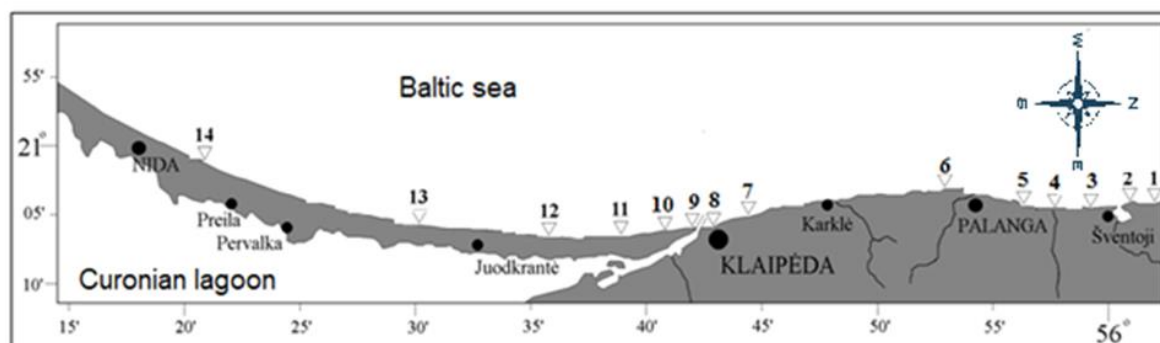 55'
Baltic sea
W
S
N
E
21°
14
NIDA
6
05'
Preila
13
12
11
10
9
8
7
Karklė
5
4
3
2
1
PALANGA
Pervalka
Juodkrantė
KLAIPĖDA
Šventoji
10'
Curonian lagoon
15'
20'
25'
30'
35'
40'
45'
50'
55'
56°